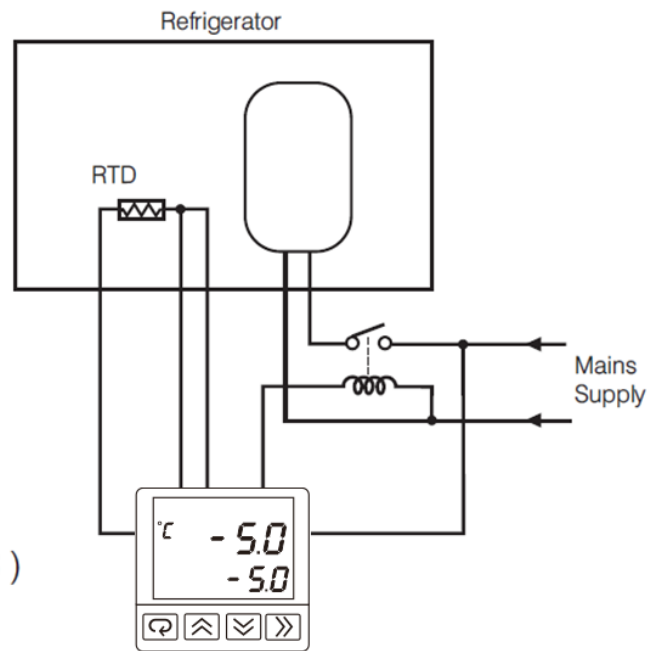 Refrigerator
RTD
Mains
Supply
°C
- 5.0
- 5.0
)